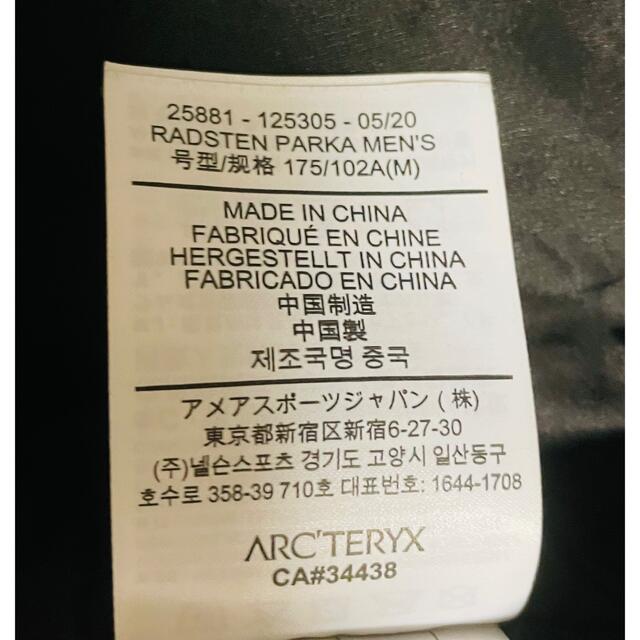 25881 - 125305 - 05/20
RADSTEN PARKA MEN'S
号型/规格 175/102A(M)
MADE IN CHINA
FABRIQUÉ EN CHINE
HERGESTELLT IN CHINA
FABRICADO EN CHINA
中国制造
中国製
제조국명 중국
アメアスポーツジャパン ( 株)
東京都新宿区新宿6-27-30
(주)넬슨스포츠 경기도 고양시 일산동구
호수로 358-39 710호 대표번호: 1644-1708
ARC'TERYX
CA#34438